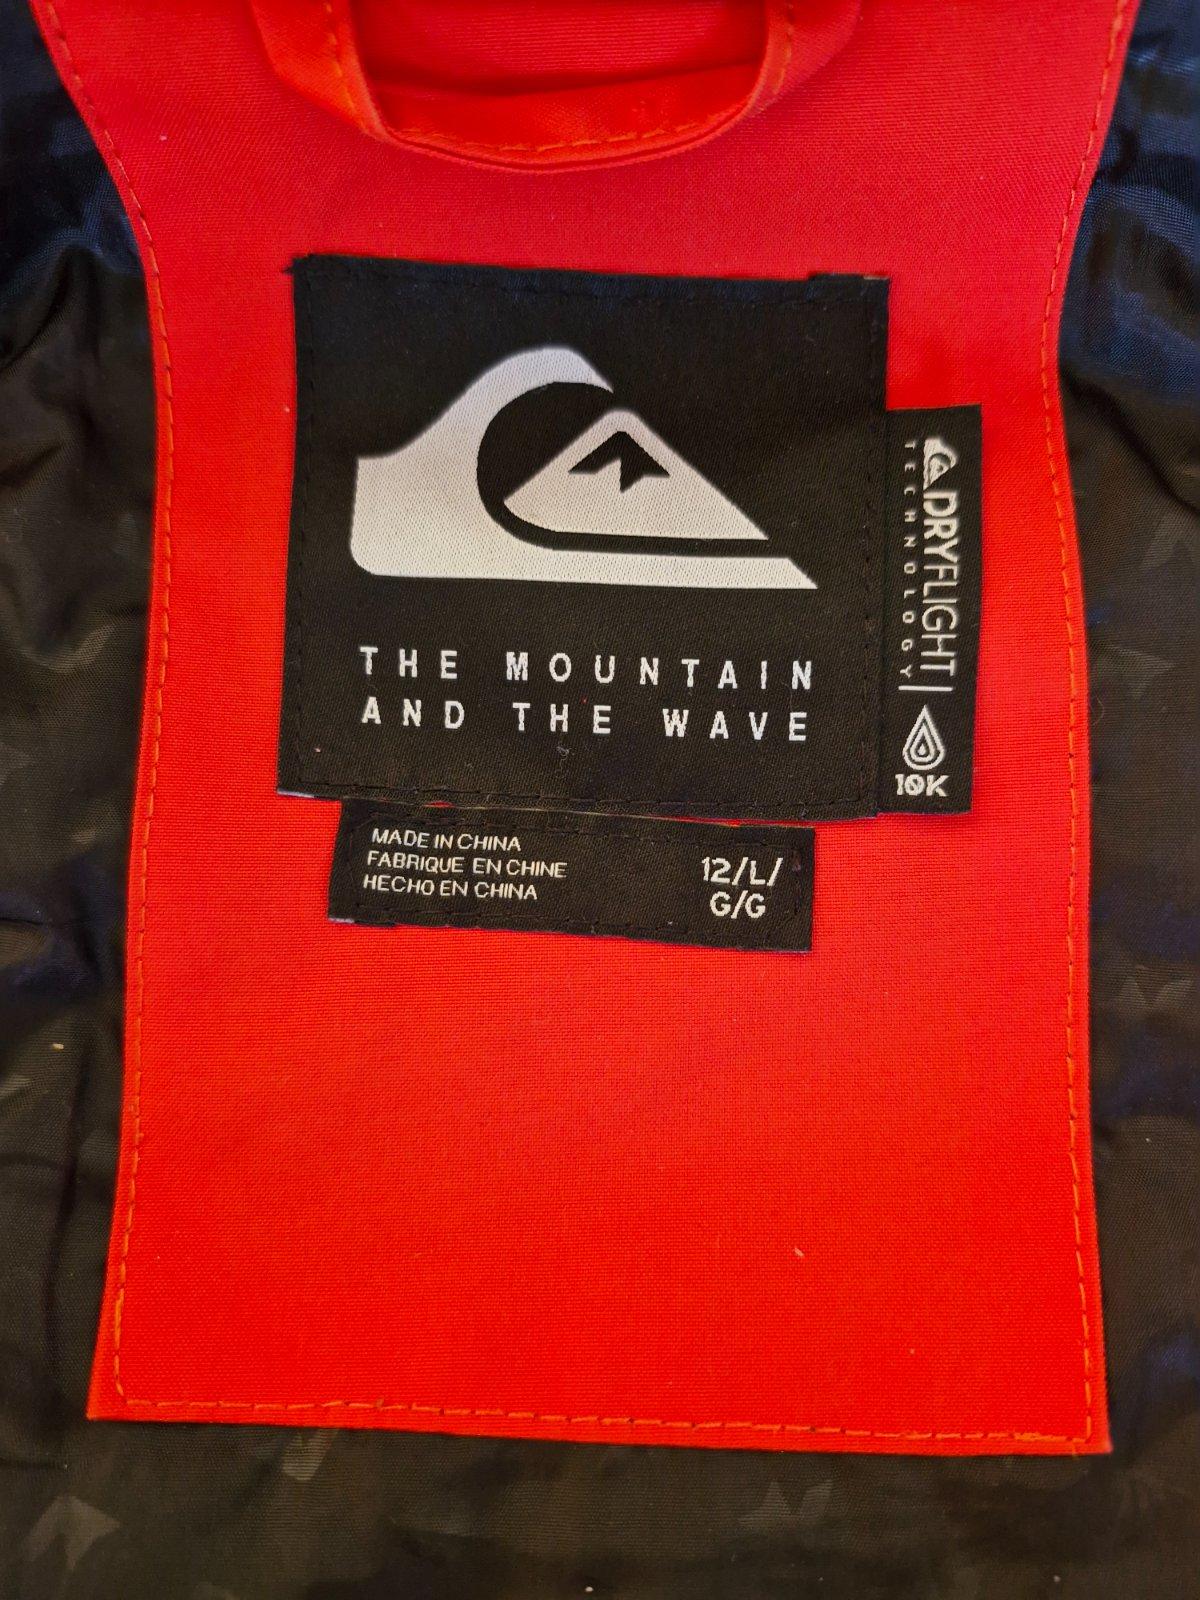 THE MOUNTAIN
AND THE WAVE
DRYFLIGHT
TECHNOLOGY
10K
MADE IN CHINA
FABRIQUE EN CHINE
HECHO EN CHINA
12/L/
G/G